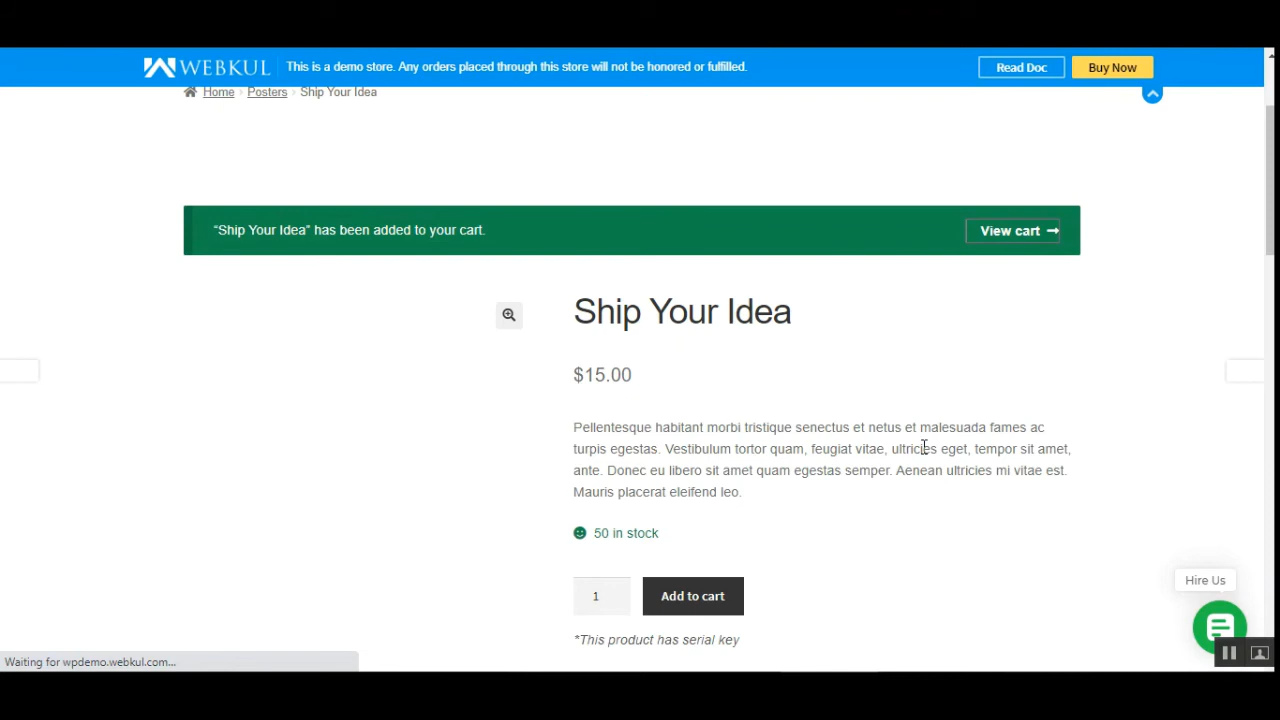 WEBKUL This is a demo store. Any orders placed through this store will not be honored or fulfilled. Read Doc Buy Now
Home Posters Ship Your Idea
“Ship Your Idea” has been added to your cart. View cart
Ship Your Idea
$15.00
Pellentesque habitant morbi tristique senectus et netus et malesuada fames ac
turpis egestas. Vestibulum tortor quam, feugiat vitae, ultricies eget, tempor sit amet,
ante. Donec eu libero sit amet quam egestas semper. Aenean ultricies mi vitae est.
Mauris placerat eleifend leo.
50 in stock
Hire Us
1 Add to cart
*This product has serial key
Waiting for wpdemo.webkul.com...